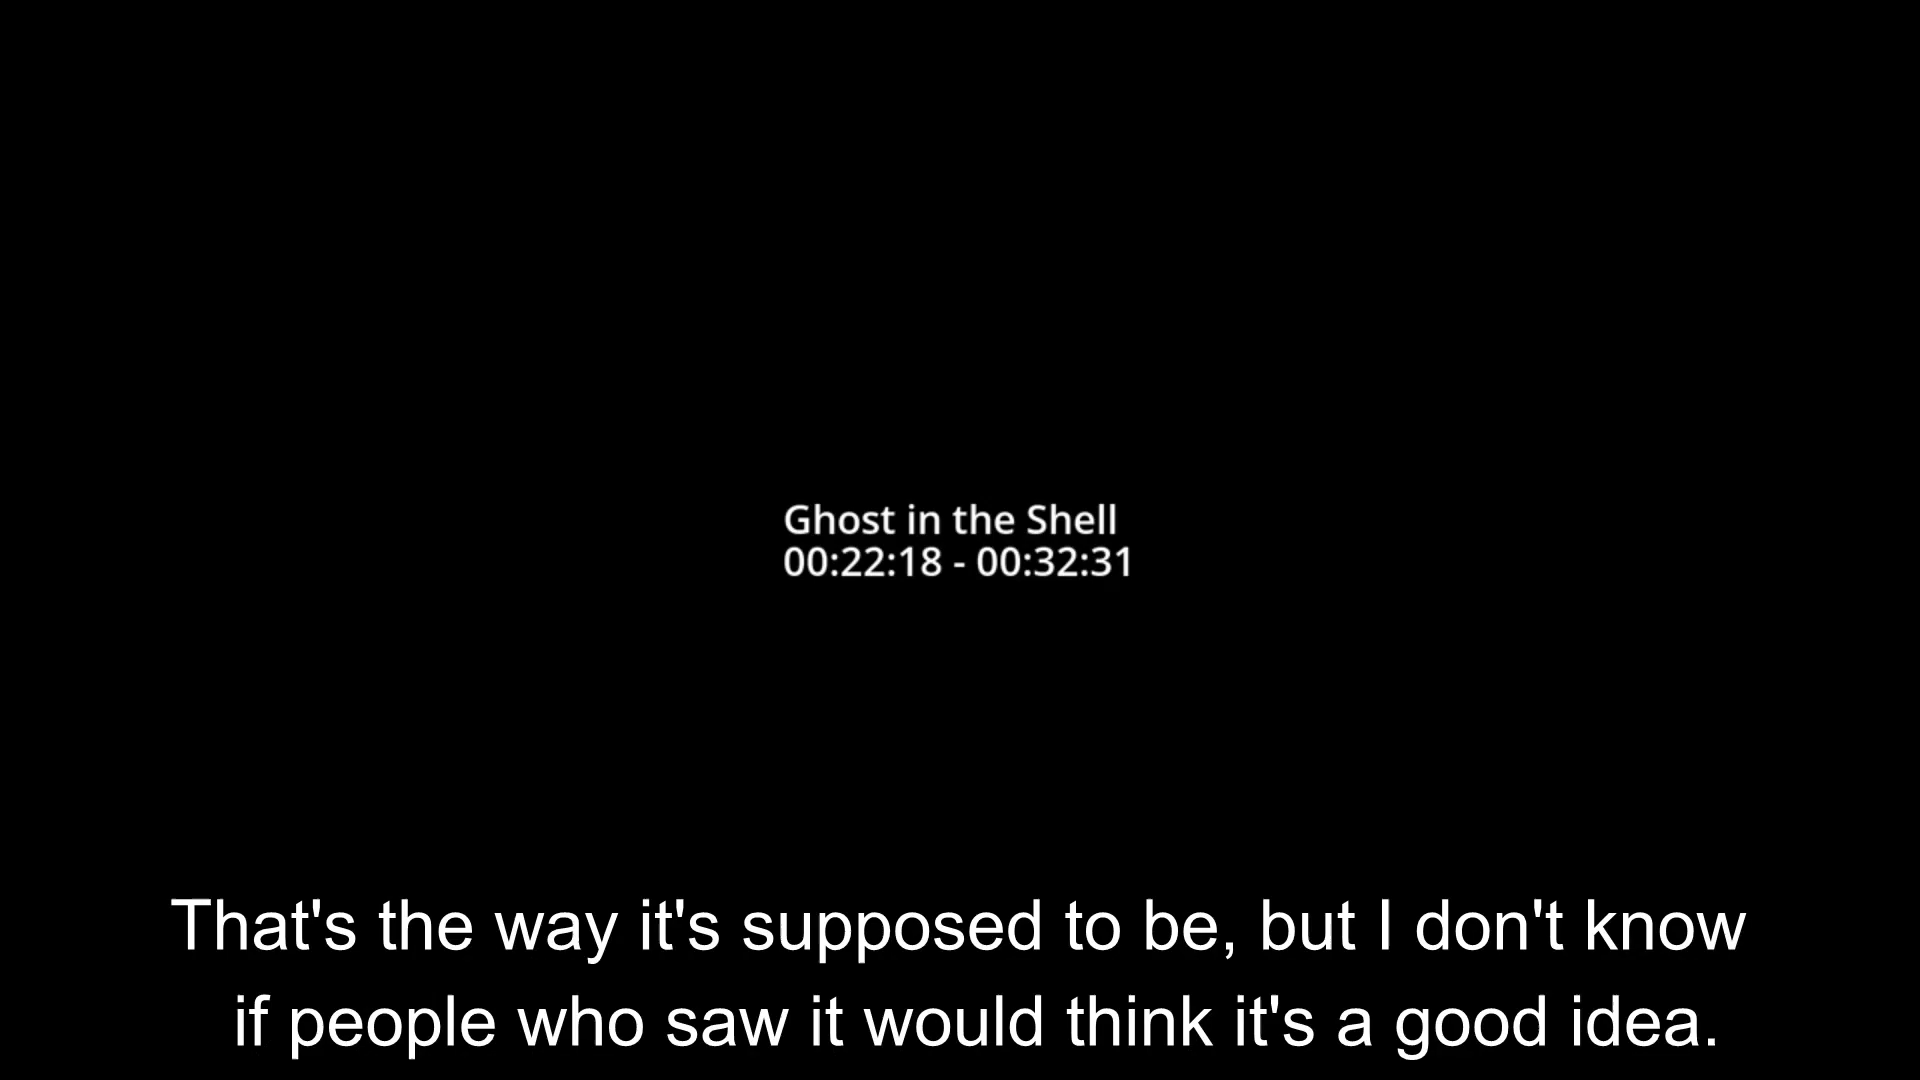 Ghost in the Shell
00:22:18 - 00:32:31
That's the way it's supposed to be, but I don't know
if people who saw it would think it's a good idea.